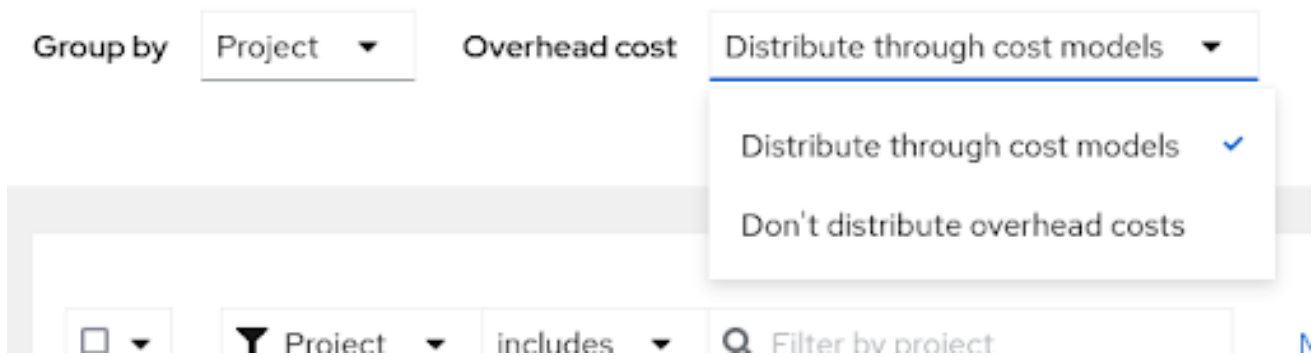 Group by Project Overhead cost Distribute through cost models
Distribute through cost models
Don't distribute overhead costs
Project includes Filter by project